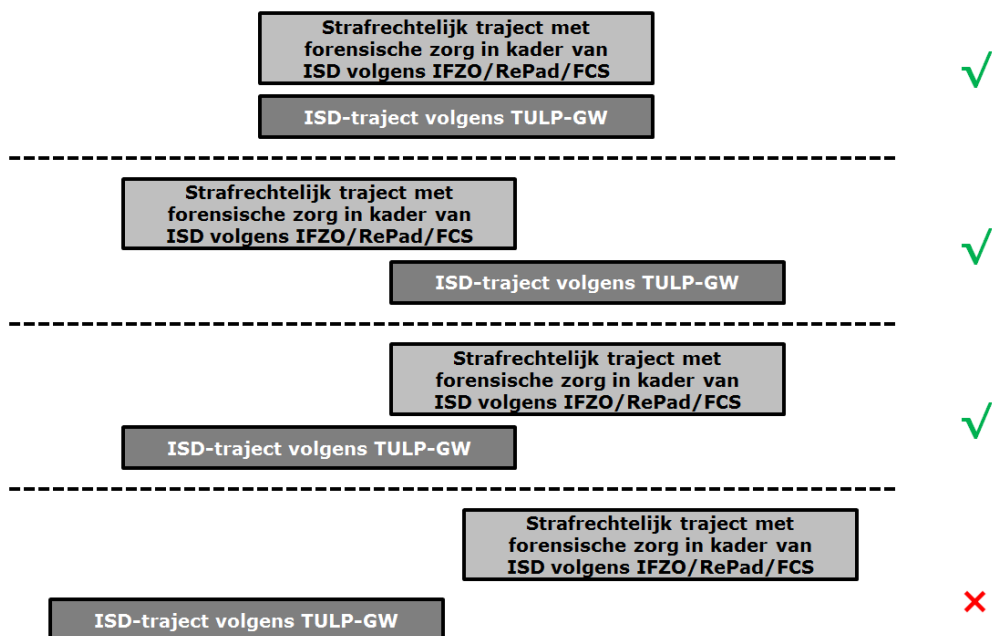 Strafrechtelijk traject met
forensische zorg in kader van
ISD volgens IFZO/RePad/FCS
√
ISD-traject volgens TULP-GW
Strafrechtelijk traject met
forensische zorg in kader van
ISD volgens IFZO/RePad/FCS
√
ISD-traject volgens TULP-GW
Strafrechtelijk traject met
forensische zorg in kader van
ISD volgens IFZO/RePad/FCS
√
ISD-traject volgens TULP-GW
Strafrechtelijk traject met
forensische zorg in kader van
ISD volgens IFZO/RePad/FCS
×
ISD-traject volgens TULP-GW